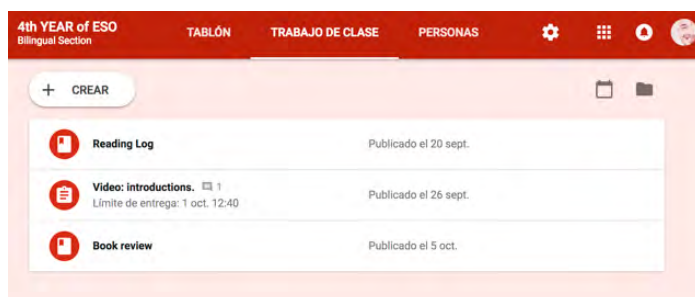 4th YEAR of ESO
Bilingual Section
TABLÓN
TRABAJO DE CLASE
PERSONAS
+ CREAR
Reading Log
Publicado el 20 sept.
Video: introductions. 1
Límite de entrega: 1 oct. 12:40
Publicado el 26 sept.
Book review
Publicado el 5 oct.